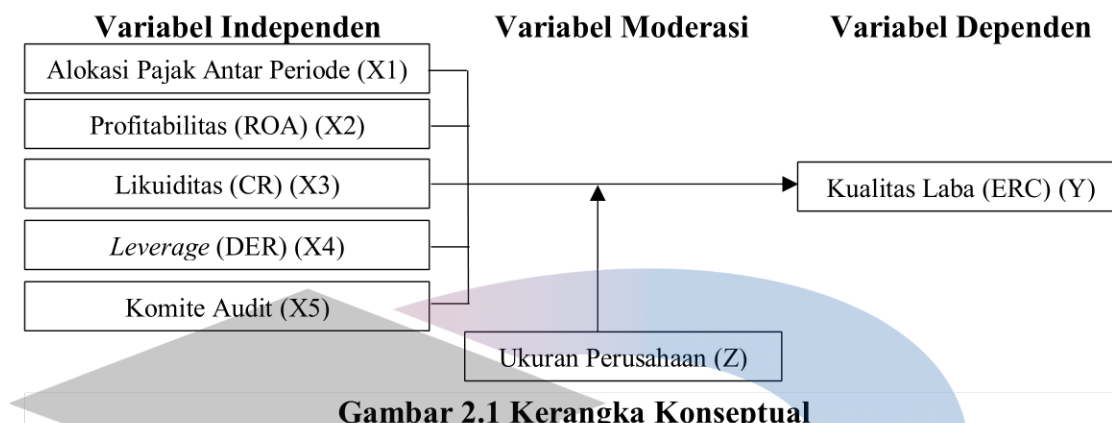 Variabel Independen
Variabel Moderasi
Variabel Dependen
Alokasi Pajak Antar Periode (X1)
Profitabilitas (ROA) (X2)
Likuiditas (CR) (X3)
Kualitas Laba (ERC) (Y)
Leverage (DER) (X4)
Komite Audit (X5)
Ukuran Perusahaan (Z)
Gambar 2.1 Kerangka Konseptual